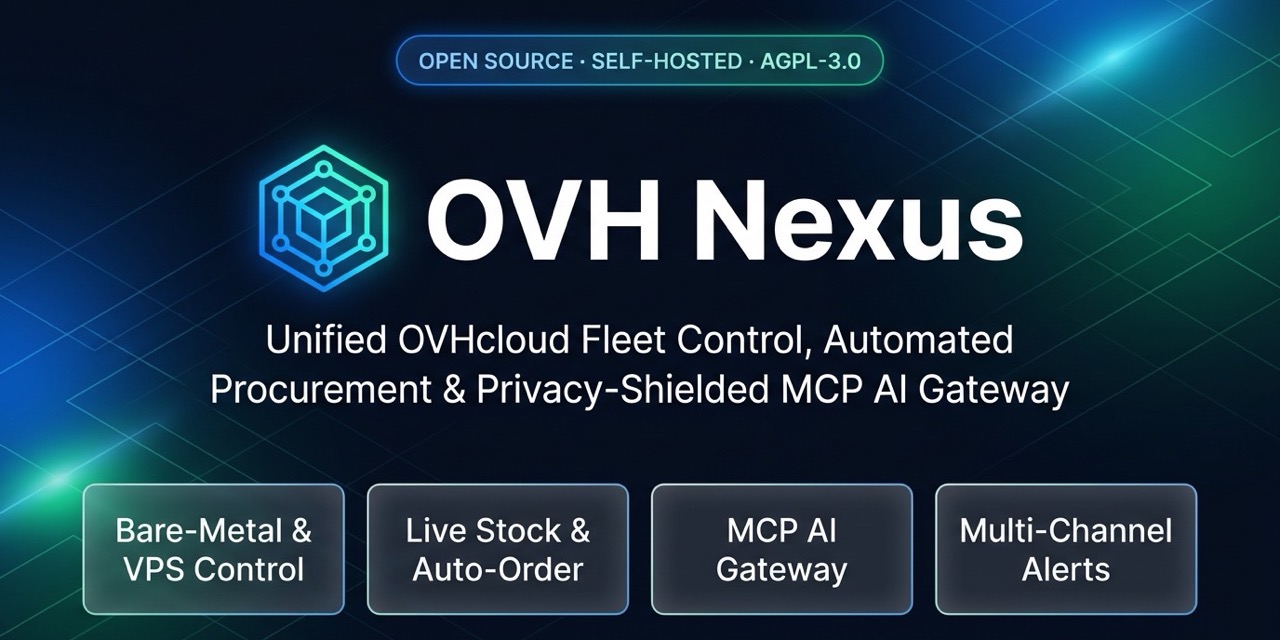 OPEN SOURCE · SELF-HOSTED · AGPL-3.0
OVH Nexus
Unified OVHcloud Fleet Control, Automated
Procurement & Privacy-Shielded MCP AI Gateway
Bare-Metal &
VPS Control
Live Stock &
Auto-Order
MCP AI
Gateway
Multi-Channel
Alerts